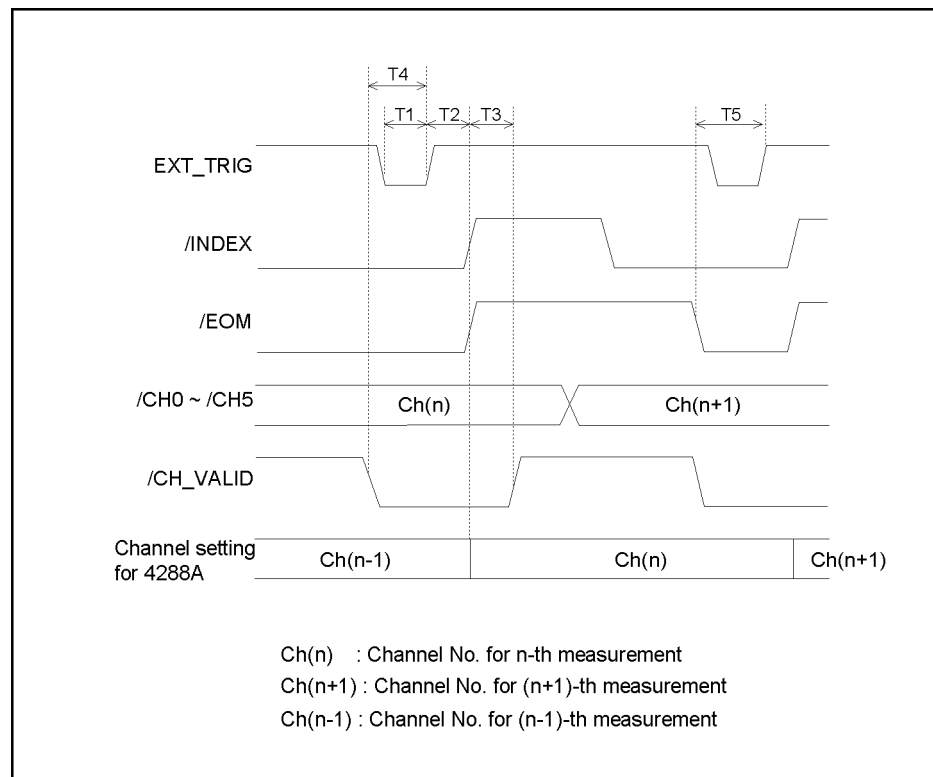 T4
T1 T2 T3 T5
EXT_TRIG
/INDEX
/EOM
/CH0 ~ /CH5 Ch(n) Ch(n+1)
/CH_VALID
Channel setting
for 4288A
Ch(n-1) Ch(n) Ch(n+1)
Ch(n) : Channel No. for n-th measurement
Ch(n+1) : Channel No. for (n+1)-th measurement
Ch(n-1) : Channel No. for (n-1)-th measurement